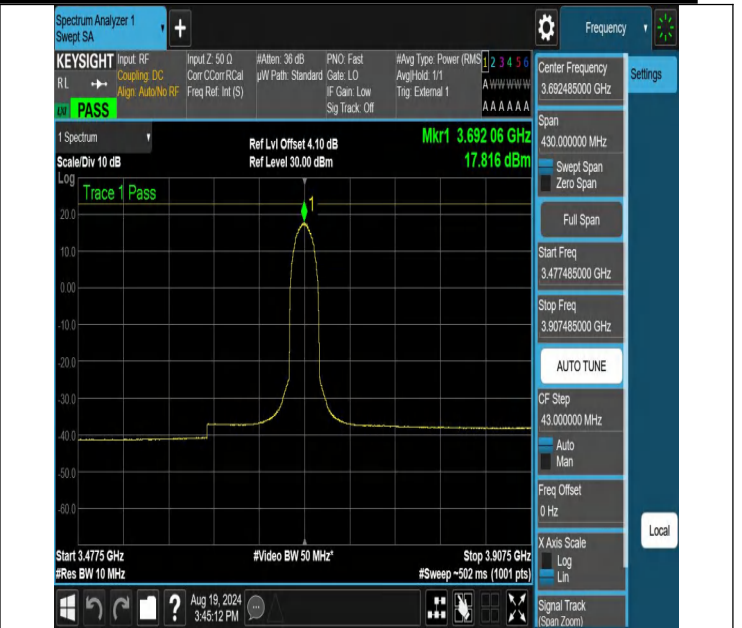 Spectrum Analyzer 1
Swept SA
+
Frequency
KEYSIGHT
RL
PASS
Input: RF
Coupling: DC
Align: Auto/No RF
Input Z: 50 Ω
Corr CCorr RCal
Freq Ref: Int (S)
#Atten: 36 dB
µW Path: Standard
PNO: Fast
Gate: LO
IF Gain: Low
Sig Track: Off
#Avg Type: Power (RMS
Avg|Hold: 1/1
Trig: External 1
1 2 3 4 5 6
A W W W W W
A A A A A A
1 Spectrum
Scale/Div 10 dB
Ref Lvl Offset 4.10 dB
Ref Level 30.00 dBm
Mkr1 3.692 06 GHz
17.816 dBm
Log
Trace 1 Pass
1
20.0
10.0
0.00
-10.0
-20.0
-30.0
-40.0
-50.0
-60.0
Start 3.4775 GHz
#Res BW 10 MHz
#Video BW 50 MHz*
Stop 3.9075 GHz
#Sweep ~502 ms (1001 pts)
Center Frequency
3.692485000 GHz
Settings
Span
430.000000 MHz
Swept Span
Zero Span
Full Span
Start Freq
3.477485000 GHz
Stop Freq
3.907485000 GHz
AUTO TUNE
CF Step
43.000000 MHz
Auto
Man
Freq Offset
0 Hz
Local
X Axis Scale
Log
Lin
Signal Track
(Span Zoom)
?
Aug 19, 2024
3:45:12 PM